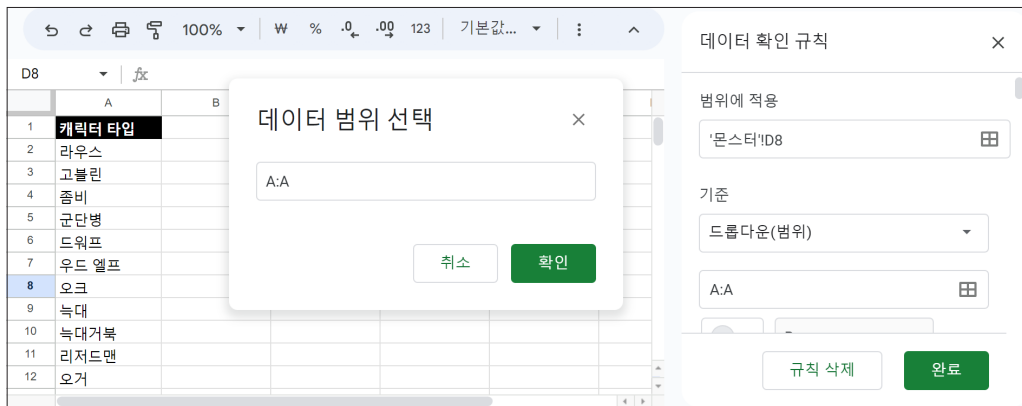 100% ₩ % .0 .00 123 기본값...
D8 fx
A B
1 캐릭터 타입
2 라우스
3 고블린
4 좀비
5 군단병
6 드워프
7 우드 엘프
8 오크
9 늑대
10 늑대거북
11 리저드맨
12 오거
데이터 범위 선택
A:A
취소 확인
데이터 확인 규칙
범위에 적용
'몬스터'!D8
기준
드롭다운(범위)
A:A
규칙 삭제 완료